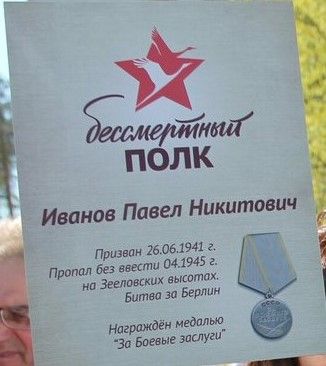 бессмертный
ПОЛК
Иванов Павел Никитович
Призван 26.06.1941 г.
Пропал без вести 04.1945 г.
на Зееловских высотах.
Битва за Берлин
Награждён медалью
"За Боевые заслуги"